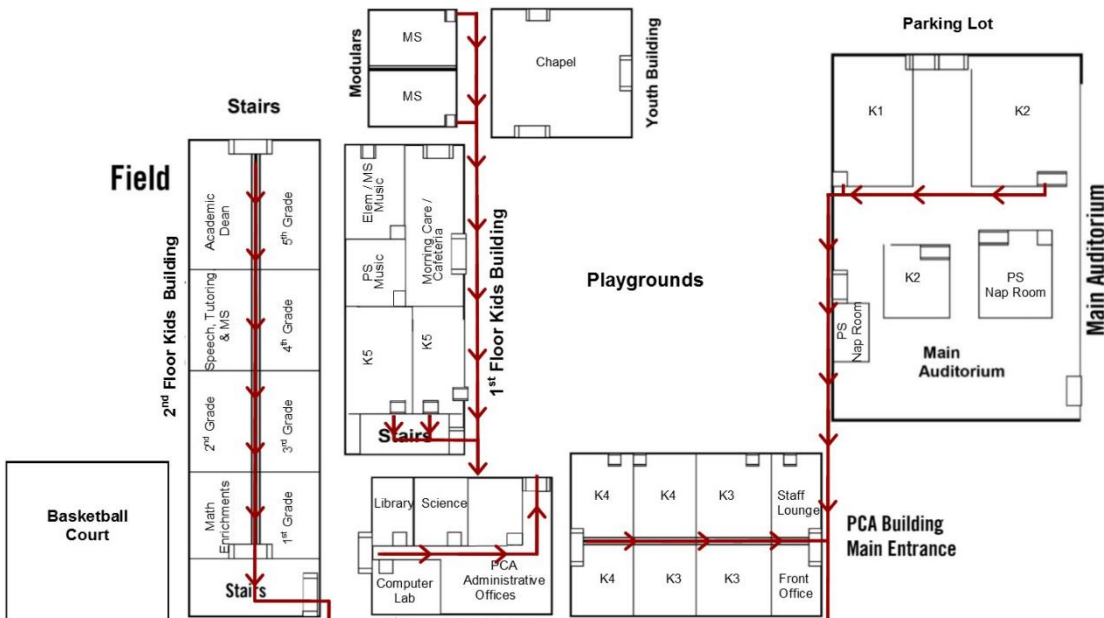 Parking Lot
MS
MS
Modulars
Chapel
Youth Building
K1
K2
Stairs
Field
2nd Floor Kids Building
Academic
Dean
5th Grade
Speech, Tutoring
& MS
4th Grade
2nd Grade
3rd Grade
Math
Enrichments
1st Grade
Stairs
Elem / MS
Music
Morning Care /
Cafeteria
PS
Music
K5
K5
Stairs
1st Floor Kids Building
Playgrounds
K2
PS
Nap Room
PS
Nap Room
Main
Auditorium
Main Auditorium
Basketball
Court
Library
Science
Computer
Lab
PCA
Administrative
Offices
K4
K4
K3
Staff
Lounge
K4
K3
K3
Front
Office
PCA Building
Main Entrance